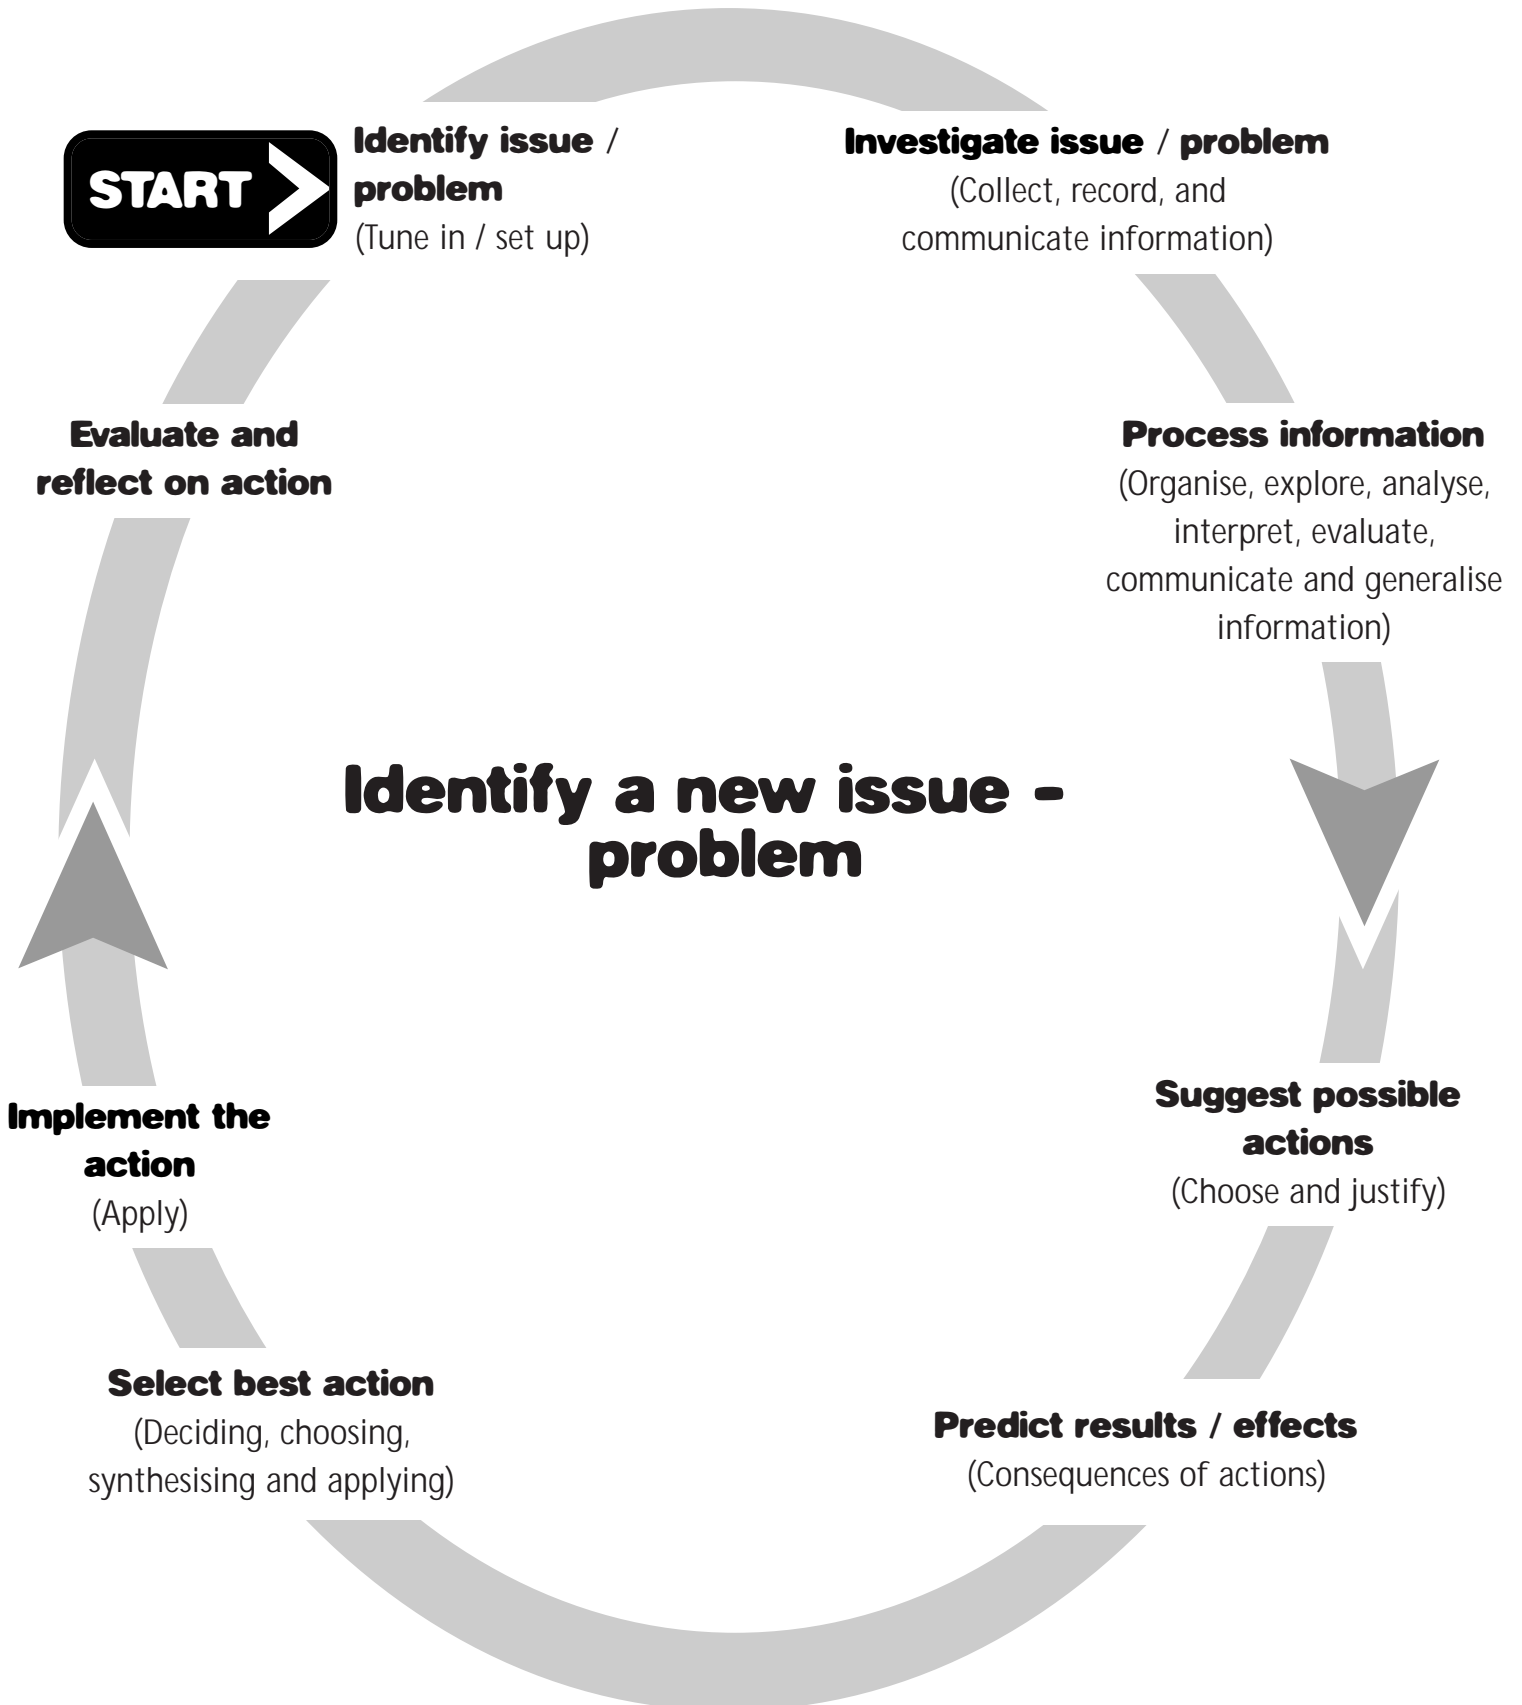 START
Identify issue /
problem
(Tune in / set up)
Investigate issue / problem
(Collect, record, and
communicate information)
Process information
(Organise, explore, analyse,
interpret, evaluate,
communicate and generalise
information)
Suggest possible
actions
(Choose and justify)
Predict results / effects
(Consequences of actions)
Select best action
(Deciding, choosing,
synthesising and applying)
Implement the
action
(Apply)
Evaluate and
reflect on action
Identify a new issue -
problem